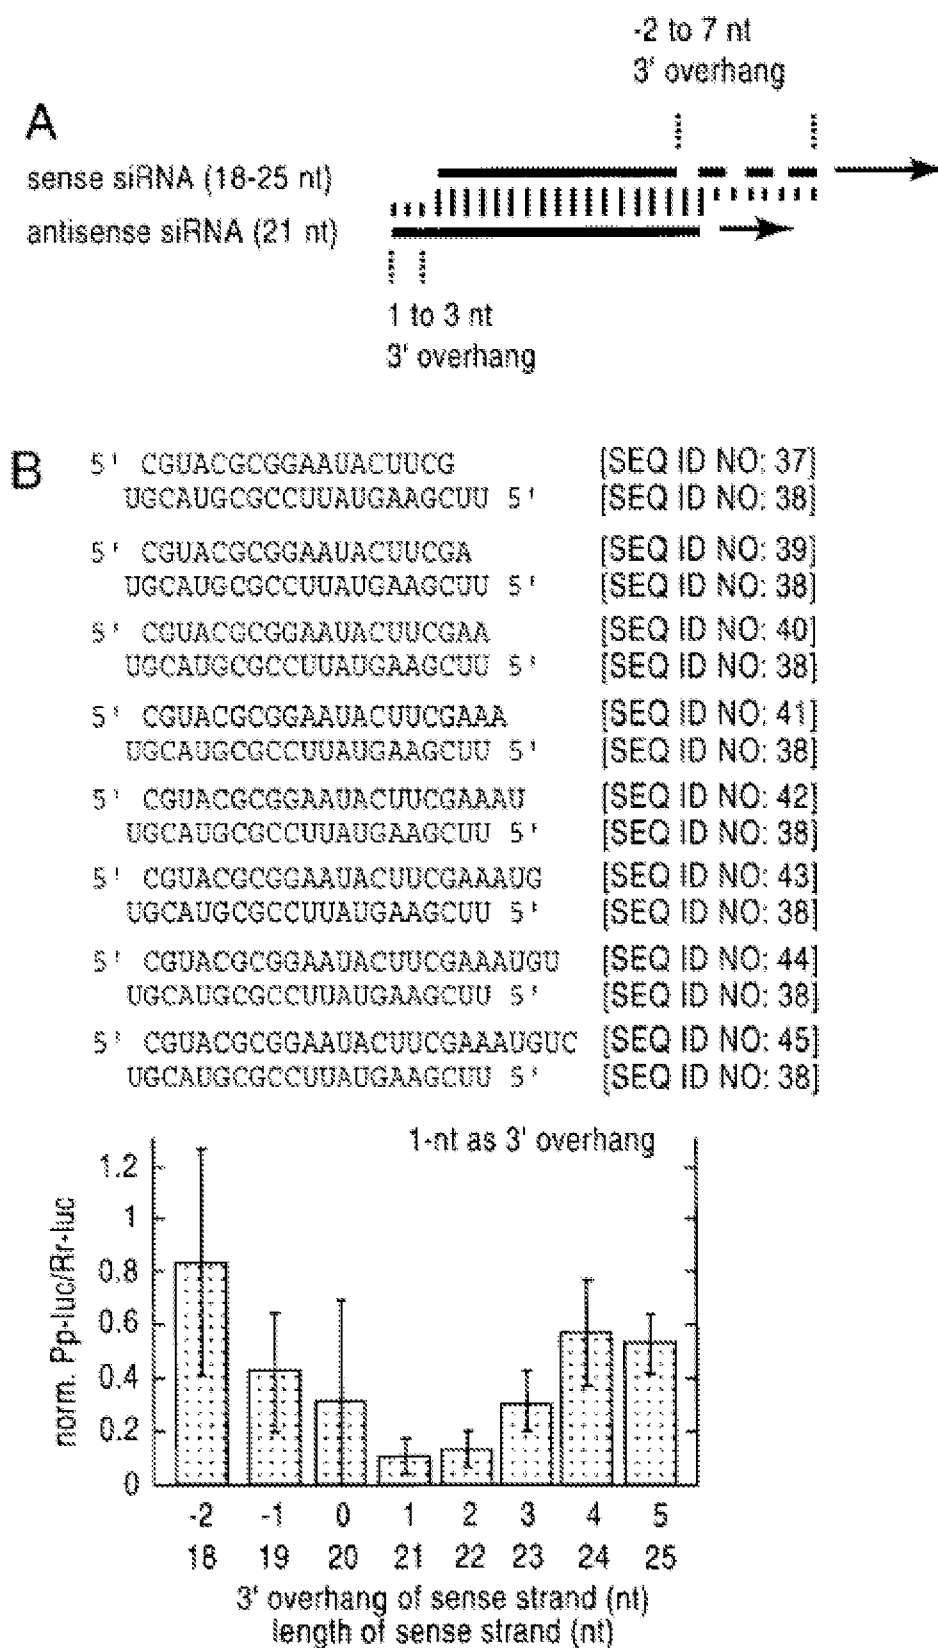 -2 to 7 nt
3' overhang
A
sense siRNA (18-25 nt)
antisense siRNA (21 nt)
1 to 3 nt
3' overhang
B
5' CGUACGCGGAAUACUUCG [SEQ ID NO: 37]
UGCAUGCGCCUUAUGAAGCUU 5' [SEQ ID NO: 38]
5' CGUACGCGGAAUACUUCGA [SEQ ID NO: 39]
UGCAUGCGCCUUAUGAAGCUU 5' [SEQ ID NO: 38]
5' CGUACGCGGAAUACUUCGAA [SEQ ID NO: 40]
UGCAUGCGCCUUAUGAAGCUU 5' [SEQ ID NO: 38]
5' CGUACGCGGAAUACUUCGAAA [SEQ ID NO: 41]
UGCAUGCGCCUUAUGAAGCUU 5' [SEQ ID NO: 38]
5' CGUACGCGGAAUACUUCGAAAU [SEQ ID NO: 42]
UGCAUGCGCCUUAUGAAGCUU 5' [SEQ ID NO: 38]
5' CGUACGCGGAAUACUUCGAAAUG [SEQ ID NO: 43]
UGCAUGCGCCUUAUGAAGCUU 5' [SEQ ID NO: 38]
5' CGUACGCGGAAUACUUCGAAAUGU [SEQ ID NO: 44]
UGCAUGCGCCUUAUGAAGCUU 5' [SEQ ID NO: 38]
5' CGUACGCGGAAUACUUCGAAAUGUC [SEQ ID NO: 45]
UGCAUGCGCCUUAUGAAGCUU 5' [SEQ ID NO: 38]
1-nt as 3' overhang
norm. Pp-luc/Rr-luc
1.2
1
0.8
0.6
0.4
0.2
0
-2 -1 0 1 2 3 4 5
18 19 20 21 22 23 24 25
3' overhang of sense strand (nt)
length of sense strand (nt)